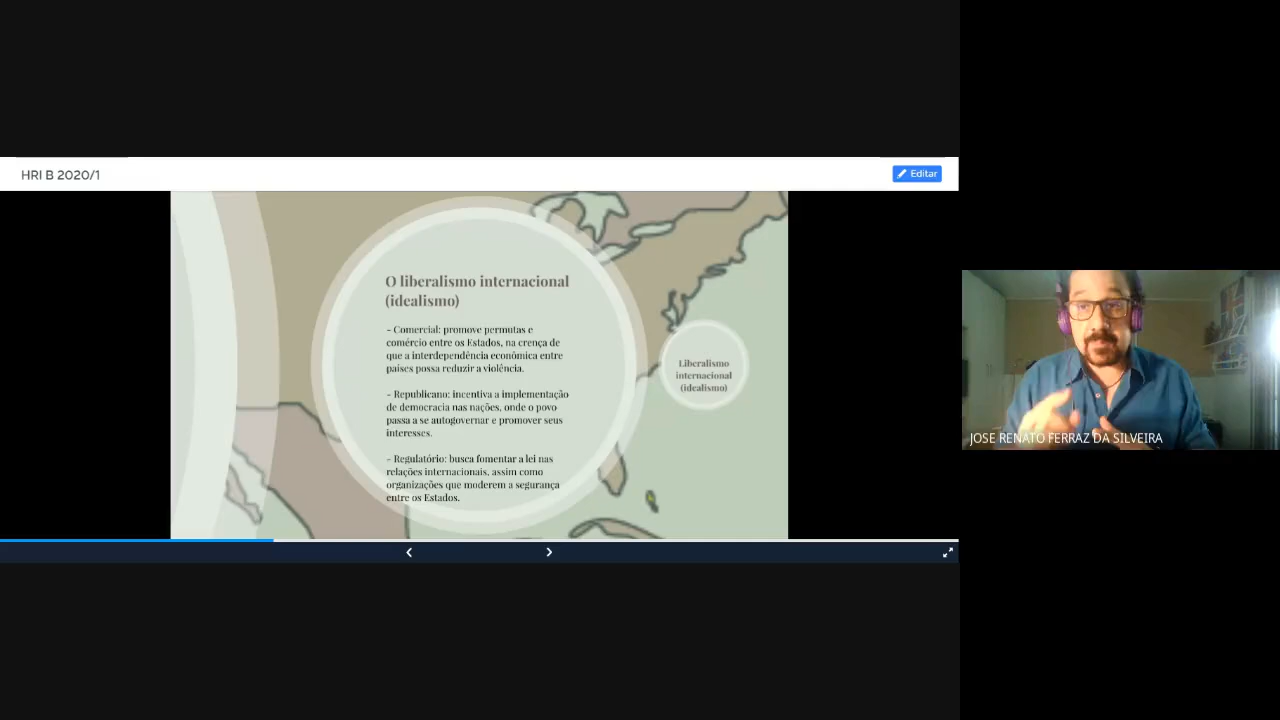 HRI B 2020/1
Editar
O liberalismo internacional
(idealismo)
- Comercial: promove permutas e
comércio entre os Estados, na crença de
que a interdependência econômica entre
países possa reduzir a violência.
- Republicano: incentiva a implementação
de democracia nas nações, onde o povo
passa a se autogovernar e promover seus
interesses.
- Regulatório: busca fomentar a lei nas
relações internacionais, assim como
organizações que moderem a segurança
entre os Estados.
Liberalismo
internacional
(idealismo)
JOSE RENATO FERRAZ DA SILVEIRA